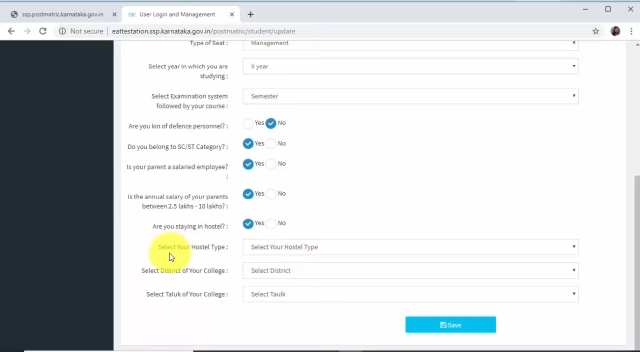 ssp.postmatric.karnataka.gov.in
User Login and Management
Not secure | eattestation.ssp.karnataka.gov.in/postmatric/student/update
Type of Seat : Management
Select year in which you are studying : II year
Select Examination system followed by your course : Semester
Are you kin of defence personnel? : Yes No
Do you belong to SC/ST Category? : Yes No
Is your parent a salaried employee? : Yes No
Is the annual salary of your parents between 2.5 lakhs - 10 lakhs? : Yes No
Are you staying in hostel? : Yes No
Select Your Hostel Type : Select Your Hostel Type
Select District of Your College : Select District
Select Taluk of Your College : Select Taulk
Save